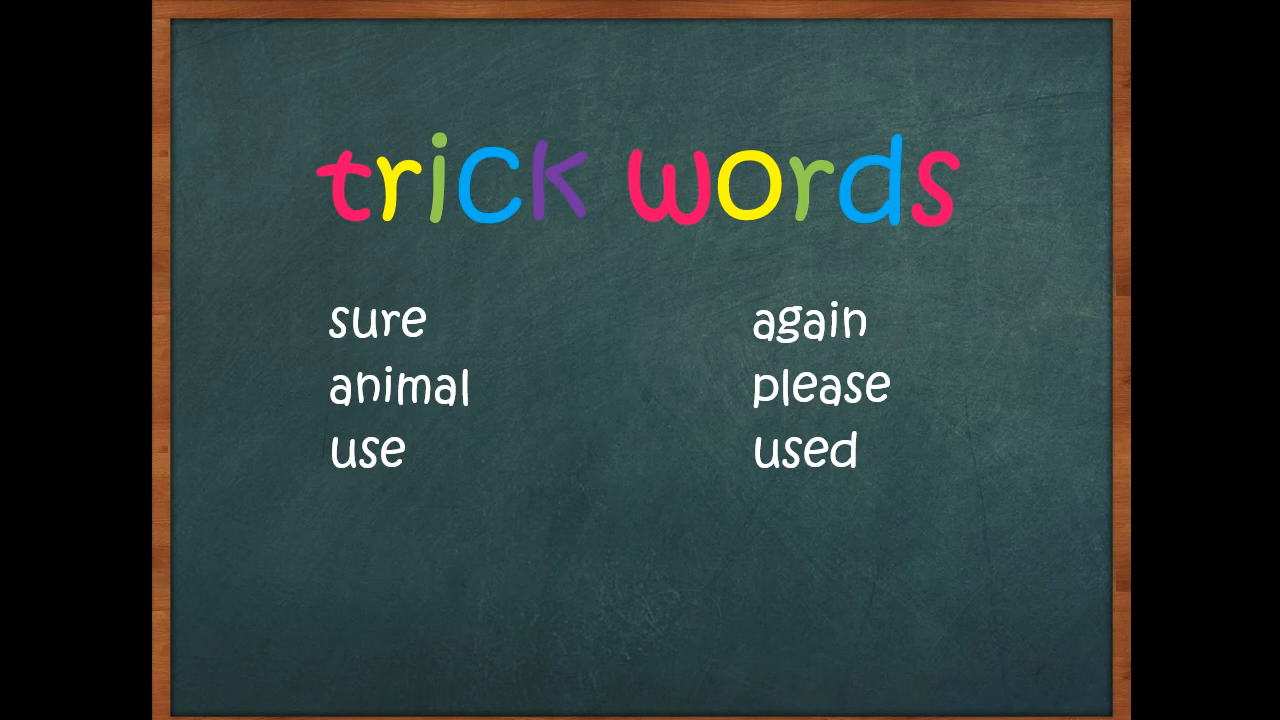 trick words
sure
animal
use
again
please
used